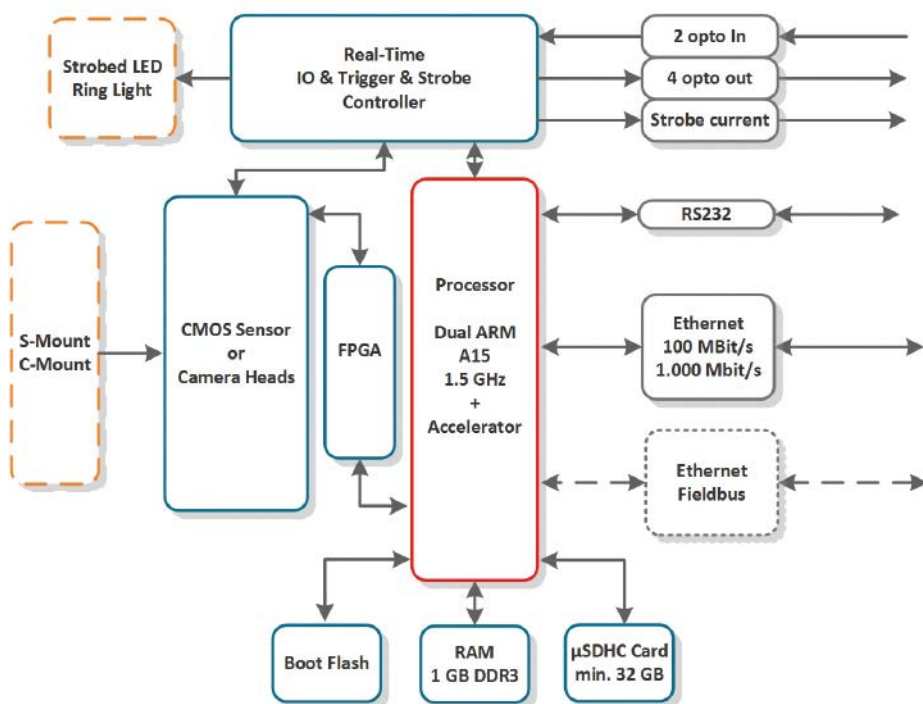 Strobed LED
Ring Light
Real-Time
IO & Trigger & Strobe
Controller
2 opto In
4 opto out
Strobe current
RS232
S-Mount
C-Mount
CMOS Sensor
or
Camera Heads
FPGA
Processor
Dual ARM
A15
1.5 GHz
+
Accelerator
Ethernet
100 MBit/s
1.000 Mbit/s
Ethernet
Fieldbus
Boot Flash
RAM
1 GB DDR3
µSDHC Card
min. 32 GB